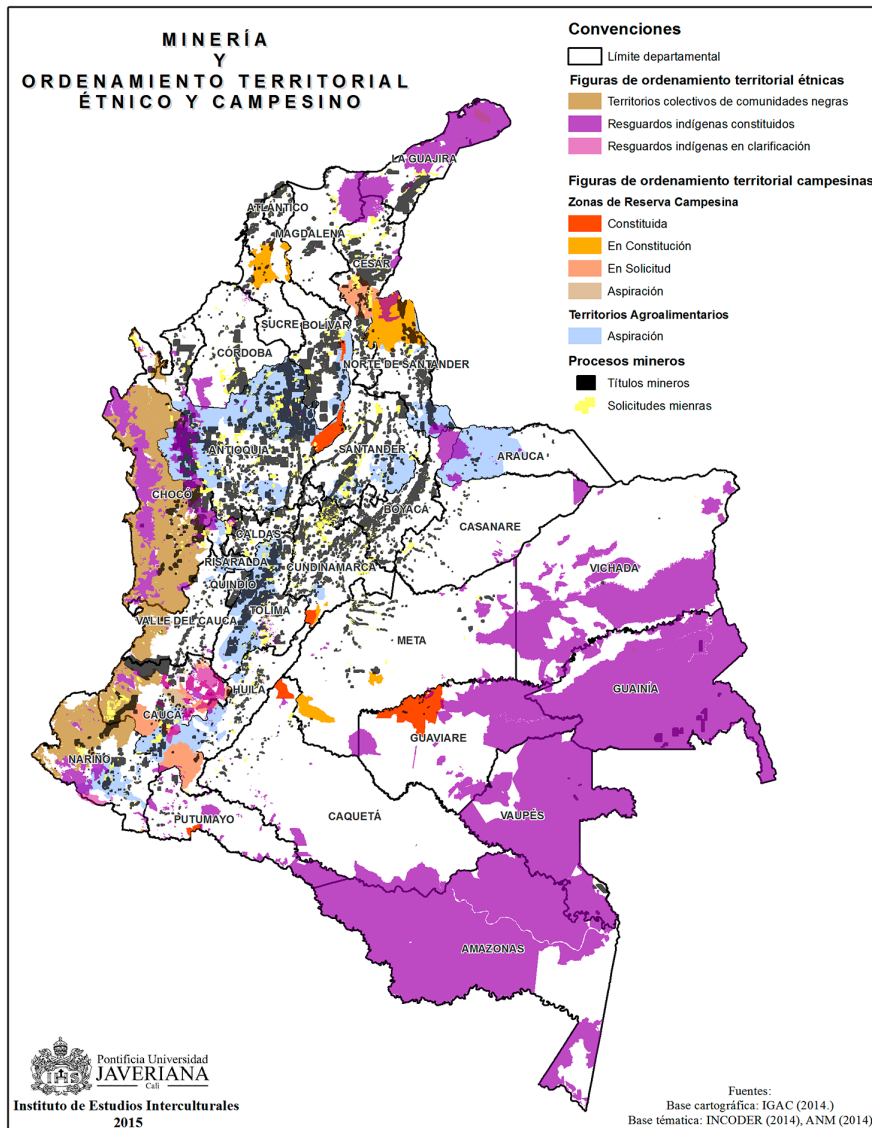 MINERÍA
Y
ORDENAMIENTO TERRITORIAL
ÉTNICO Y CAMPESINO
Convenciones
Límite departamental
Figuras de ordenamiento territorial étnicas
Territorios colectivos de comunidades negras
Resguardos indígenas constituidos
Resguardos indígenas en clarificación
Figuras de ordenamiento territorial campesinas
Zonas de Reserva Campesina
Constituida
En Constitución
En Solicitud
Aspiración
Territorios Agroalimentarios
Aspiración
Procesos mineros
Títulos mineros
Solicitudes mienras
LA GUAJIRA
ATLÁNTICO
MAGDALENA
CESAR
SUCRE
BOLÍVAR
CÓRDOBA
NORTE DE SANTANDER
ANTIOQUIA
SANTANDER
ARAUCA
CHOCÓ
BOYACÁ
CASANARE
CALDAS
RISARALDA
CUNDINAMARCA
VICHADA
QUINDÍO
TOLIMA
VALLE DEL CAUCA
META
GUAINÍA
HUILA
CAUCA
GUAVIARE
NARIÑO
PUTUMAYO
CAQUETÁ
VAUPÉS
AMAZONAS
IHS
Pontificia Universidad
JAVERIANA
Cali
Instituto de Estudios Interculturales
2015
Fuentes:
Base cartográfica: IGAC (2014.)
Base tématica: INCODER (2014), ANM (2014)